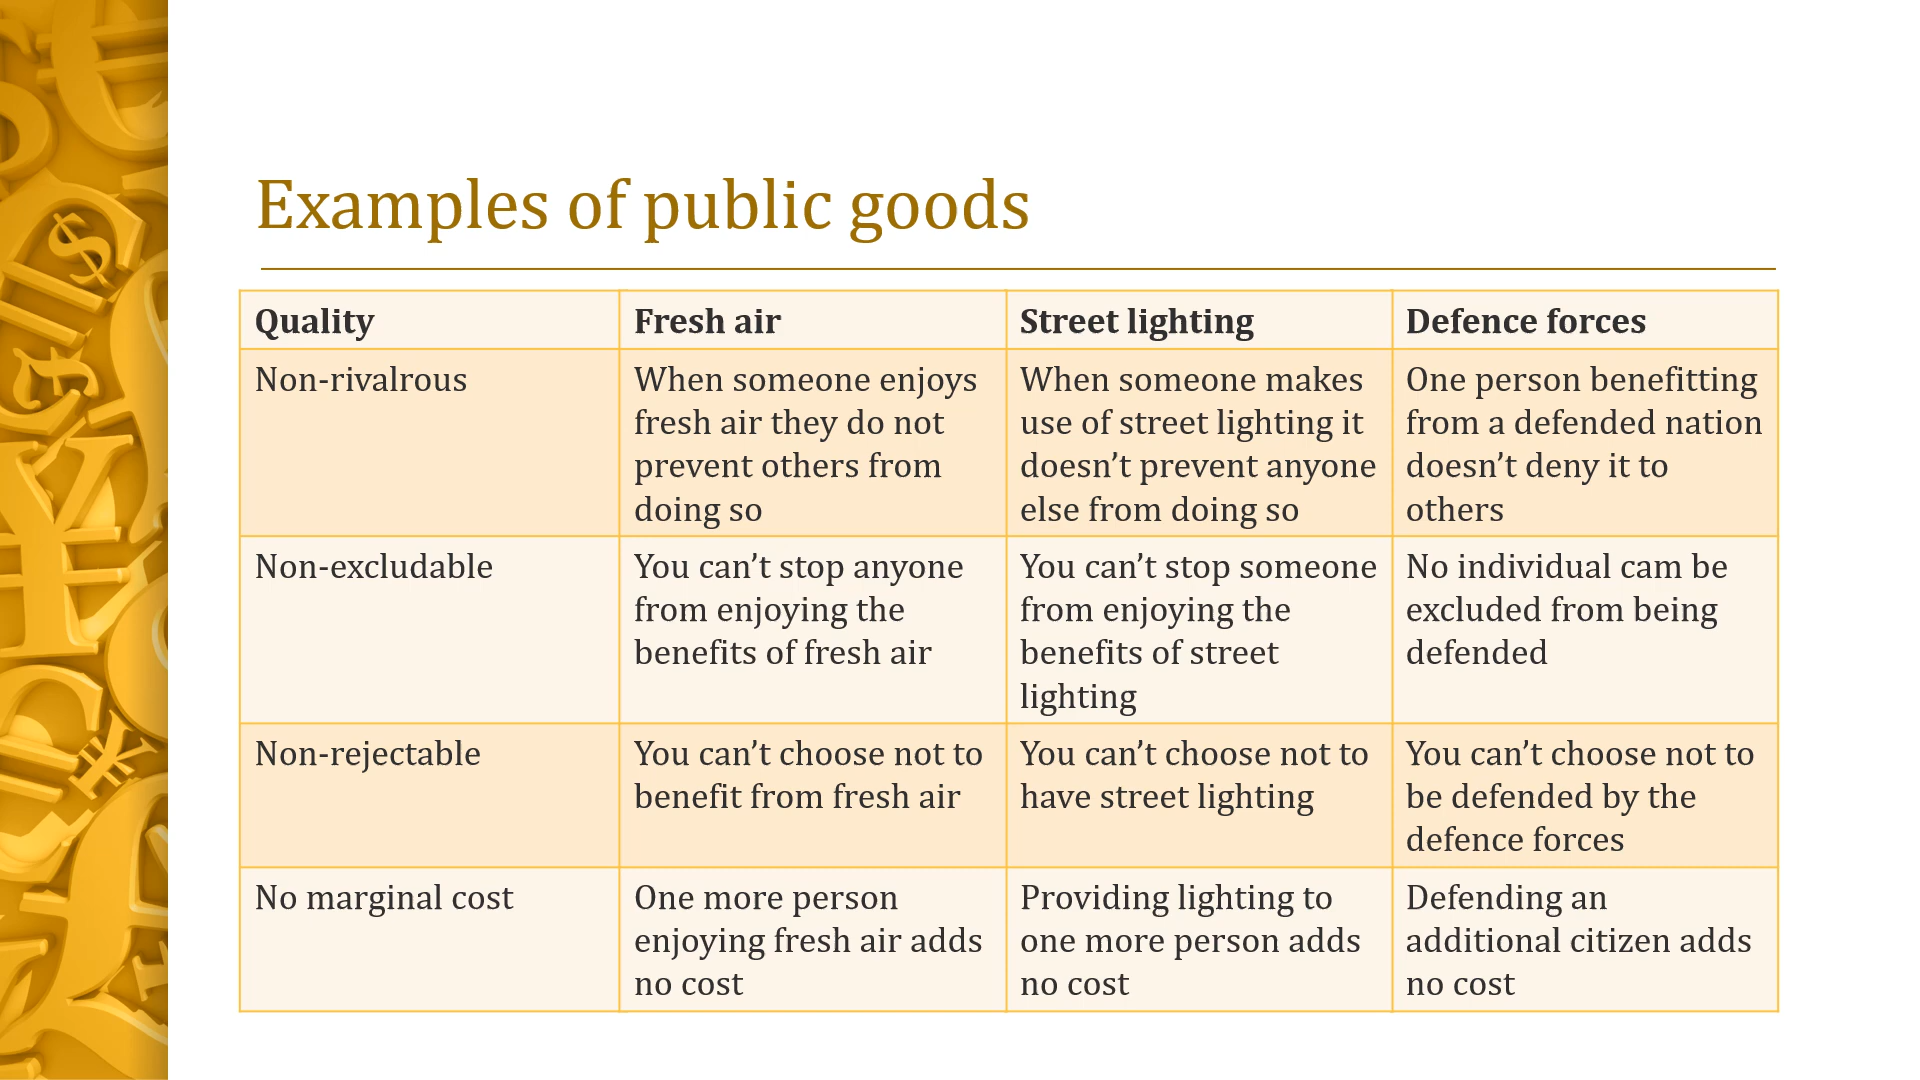 Examples of public goods
Quality
Fresh air
Street lighting
Defence forces
Non-rivalrous
When someone enjoys
fresh air they do not
prevent others from
doing so
When someone makes
use of street lighting it
doesn’t prevent anyone
else from doing so
One person benefitting
from a defended nation
doesn’t deny it to
others
Non-excludable
You can’t stop anyone
from enjoying the
benefits of fresh air
You can’t stop someone
from enjoying the
benefits of street
lighting
No individual cam be
excluded from being
defended
Non-rejectable
You can’t choose not to
benefit from fresh air
You can’t choose not to
have street lighting
You can’t choose not to
be defended by the
defence forces
No marginal cost
One more person
enjoying fresh air adds
no cost
Providing lighting to
one more person adds
no cost
Defending an
additional citizen adds
no cost